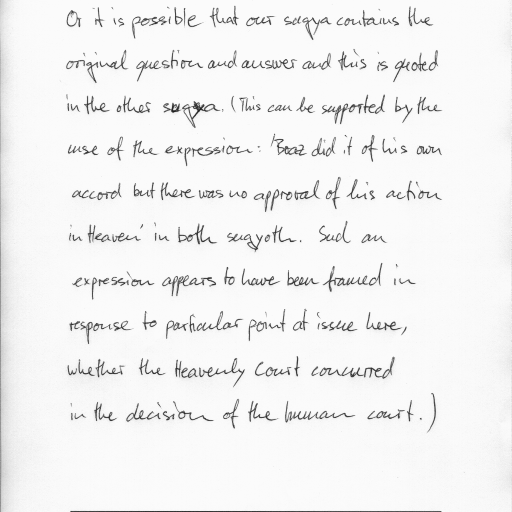 Or it is possible that our sugya contains the
original question and answer and this is quoted
in the other sugya. (This can be supported by the
use of the expression: 'Boaz did it of his own
accord but there was no approval of his action
in Heaven' in both sugyoth. Such an
expression appears to have been framed in
response to particular point at issue here,
whether the Heavenly Court concurred
in the decision of the human court.)